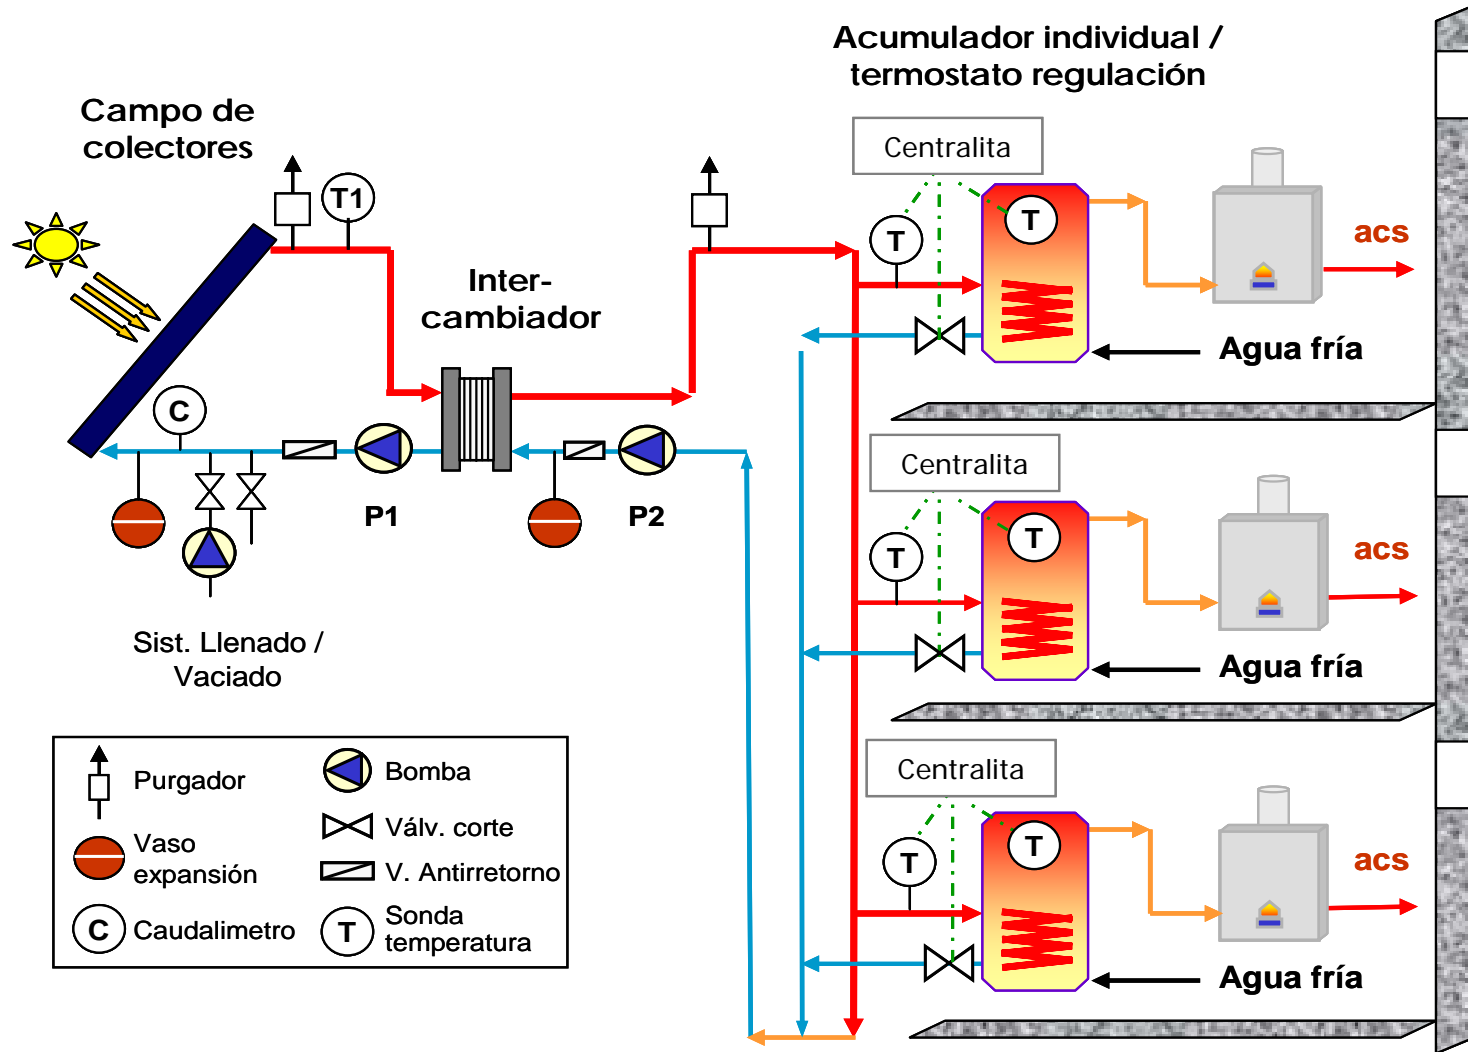 Acumulador individual /
termostato regulación
Campo de
colectores
Centralita
T1
T
T
acs
Inter-
cambiador
Agua fría
C
Centralita
P1
P2
T
T
acs
Sist. Llenado /
Vaciado
Agua fría
Purgador
Bomba
Válv. corte
Vaso
expansión
V. Antirretorno
C
Caudalimetro
T
Sonda
temperatura
Centralita
T
T
acs
Agua fría